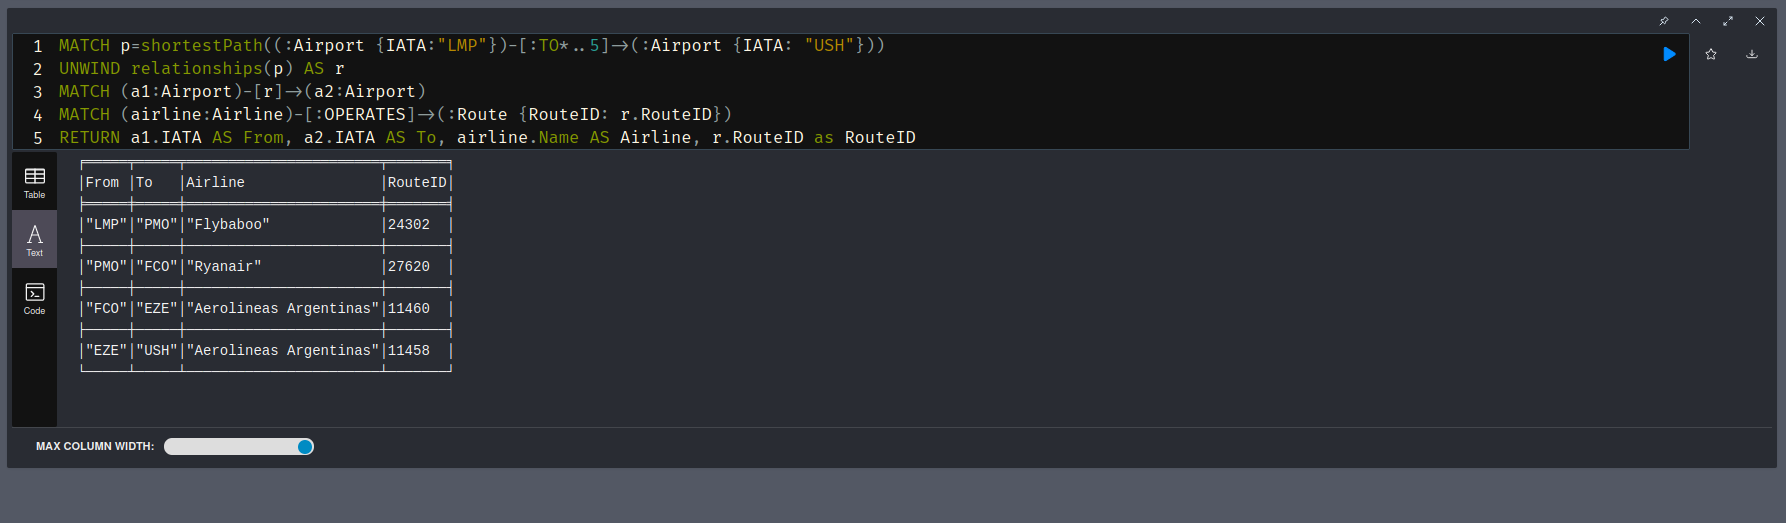 1 MATCH p=shortestPath((:Airport {IATA:"LMP"})-[:TO*..5]->(:Airport {IATA: "USH"}))
2 UNWIND relationships(p) AS r
3 MATCH (a1:Airport)-[r]->(a2:Airport)
4 MATCH (airline:Airline)-[:OPERATES]->(:Route {RouteID: r.RouteID})
5 RETURN a1.IATA AS From, a2.IATA AS To, airline.Name AS Airline, r.RouteID as RouteID
Table
Text
Code
│From │To   │Airline                │RouteID│
│"LMP"│"PMO"│"Flybaboo"             │24302  │
│"PMO"│"FCO"│"Ryanair"              │27620  │
│"FCO"│"EZE"│"Aerolineas Argentinas"│11460  │
│"EZE"│"USH"│"Aerolineas Argentinas"│11458  │
MAX COLUMN WIDTH: